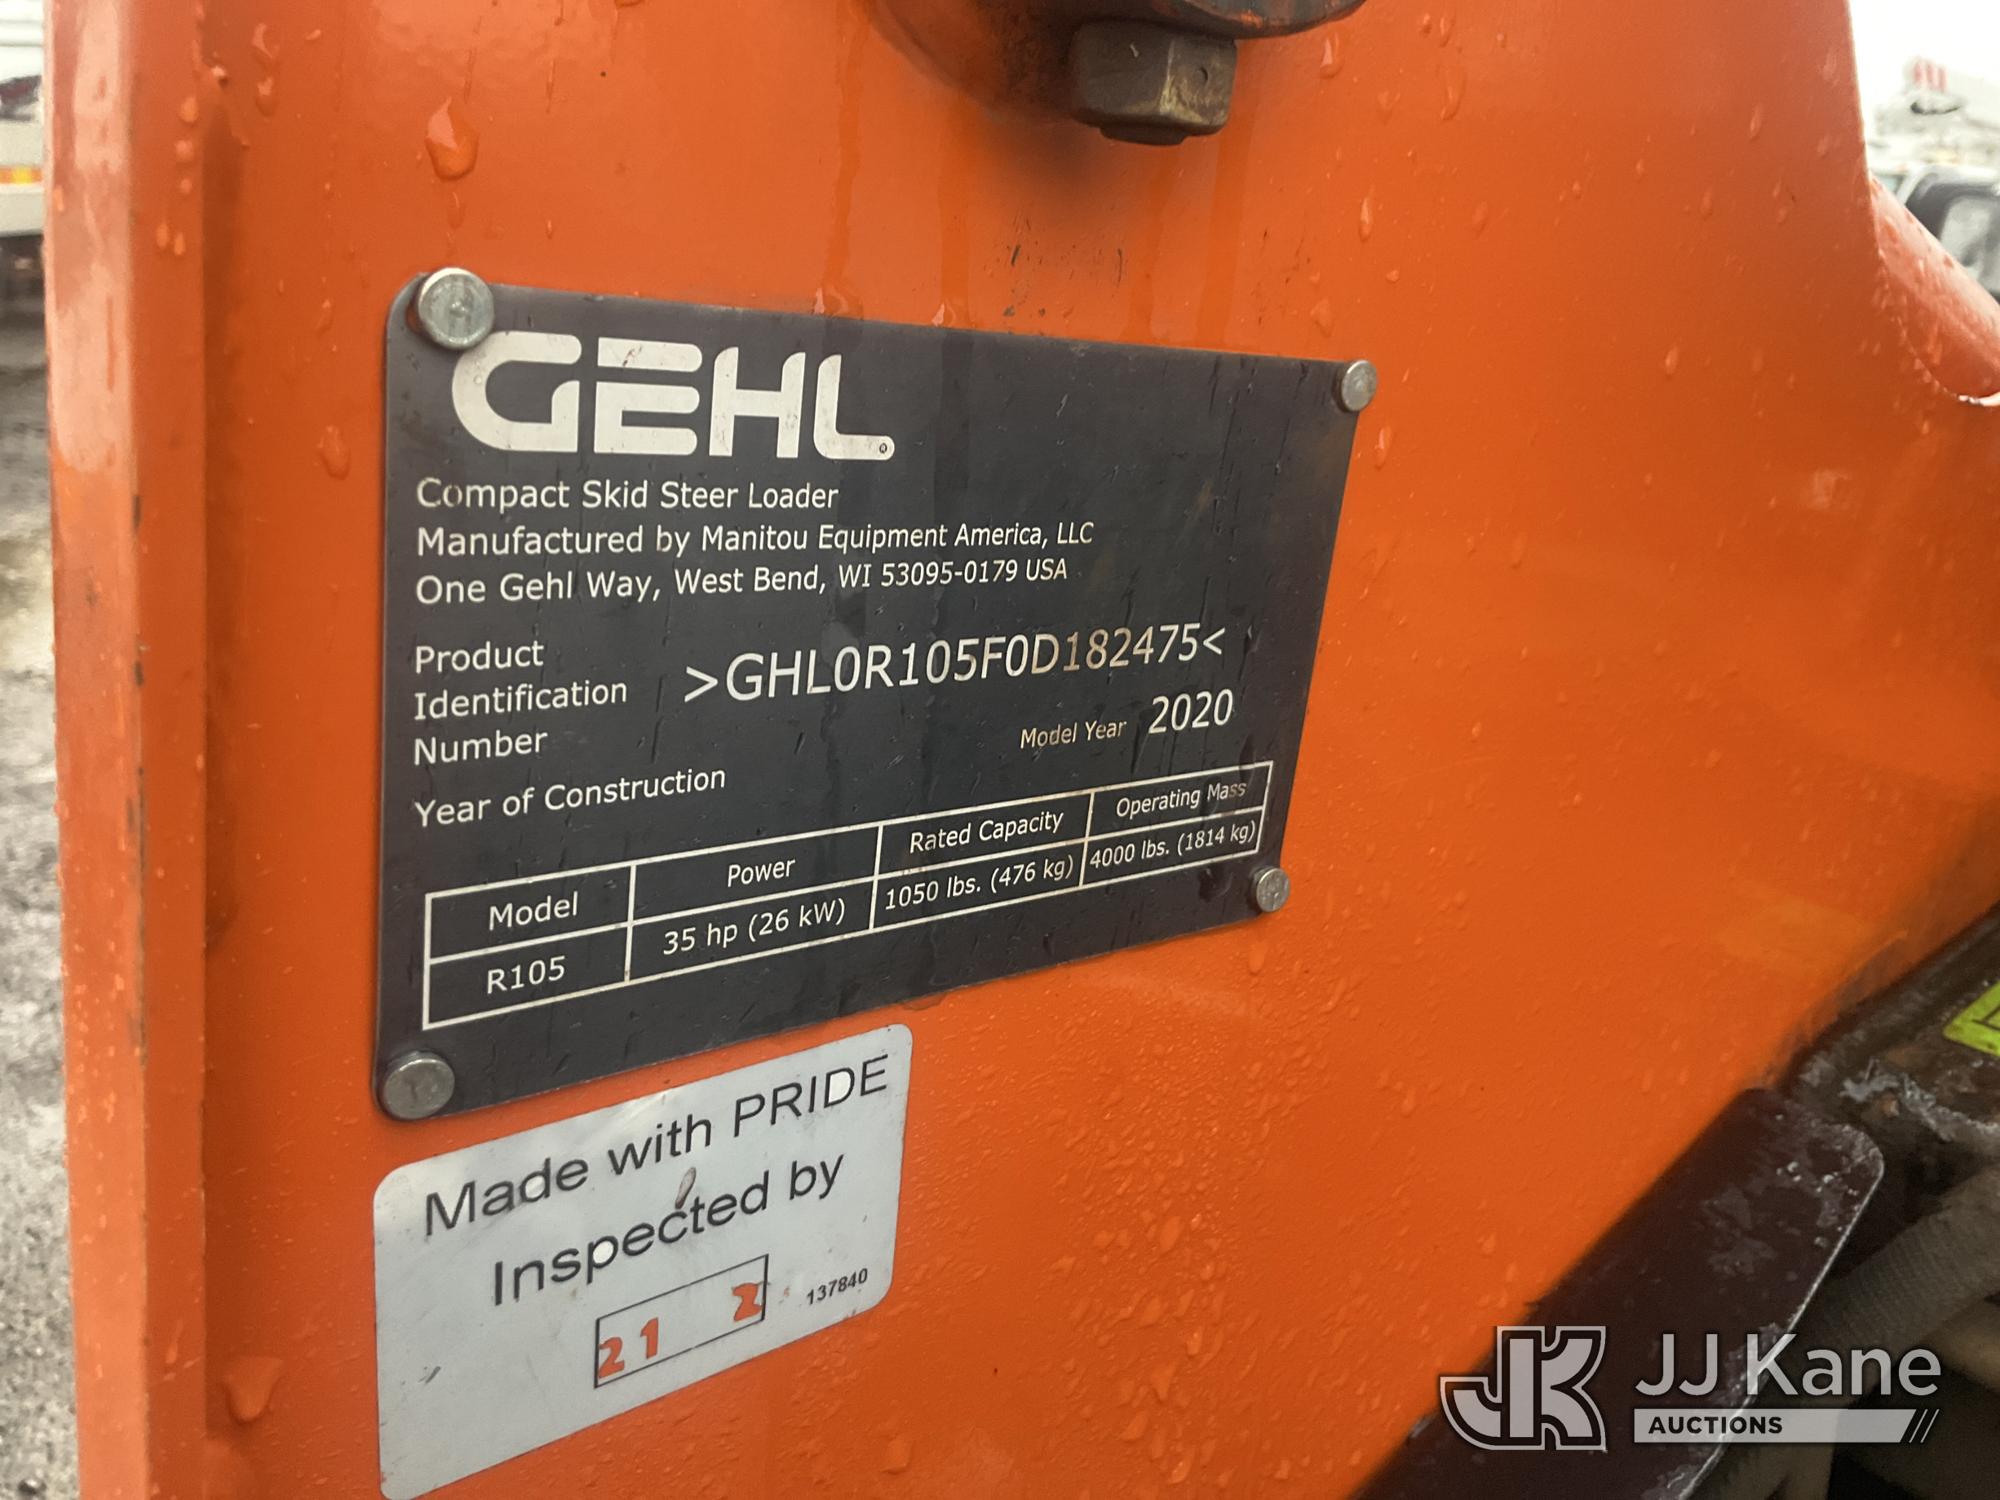 GEHL®
Compact Skid Steer Loader
Manufactured by Manitou Equipment America, LLC
One Gehl Way, West Bend, WI 53095-0179 USA
Product
Identification
Number
>GHL0R105F0D182475<
Model Year 2020
Year of Construction
Model Power Rated Capacity Operating Mass
R105 35 hp (26 kW) 1050 lbs. (476 kg) 4000 lbs. (1814 kg)
Made with PRIDE
Inspected by
21 2
137840
JK JJ Kane
AUCTIONS